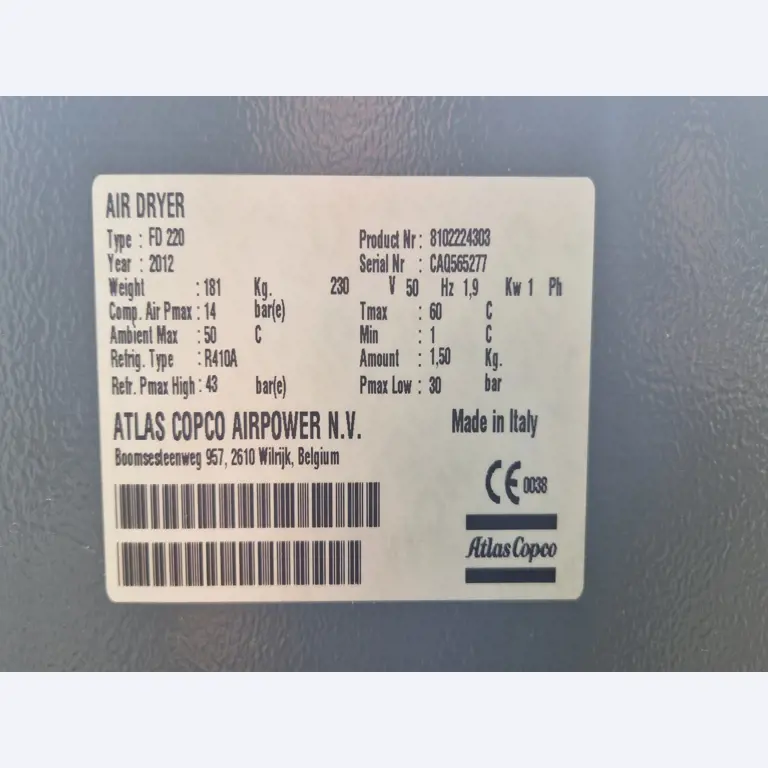 AIR DRYER
Type : FD 220 Product Nr : 8102224303
Year : 2012 Serial Nr : CAQ565277
Weight : 181 Kg. 230 V 50 Hz 1,9 Kw 1 Ph
Comp. Air Pmax : 14 bar(e) Tmax : 60 C
Ambient Max : 50 C Min : 1 C
Refrig. Type : R410A Amount : 1,50 Kg.
Refr. Pmax High : 43 bar(e) Pmax Low : 30 bar
ATLAS COPCO AIRPOWER N.V. Made in Italy
Boomsesteenweg 957, 2610 Wilrijk, Belgium
CE 0038
Atlas Copco